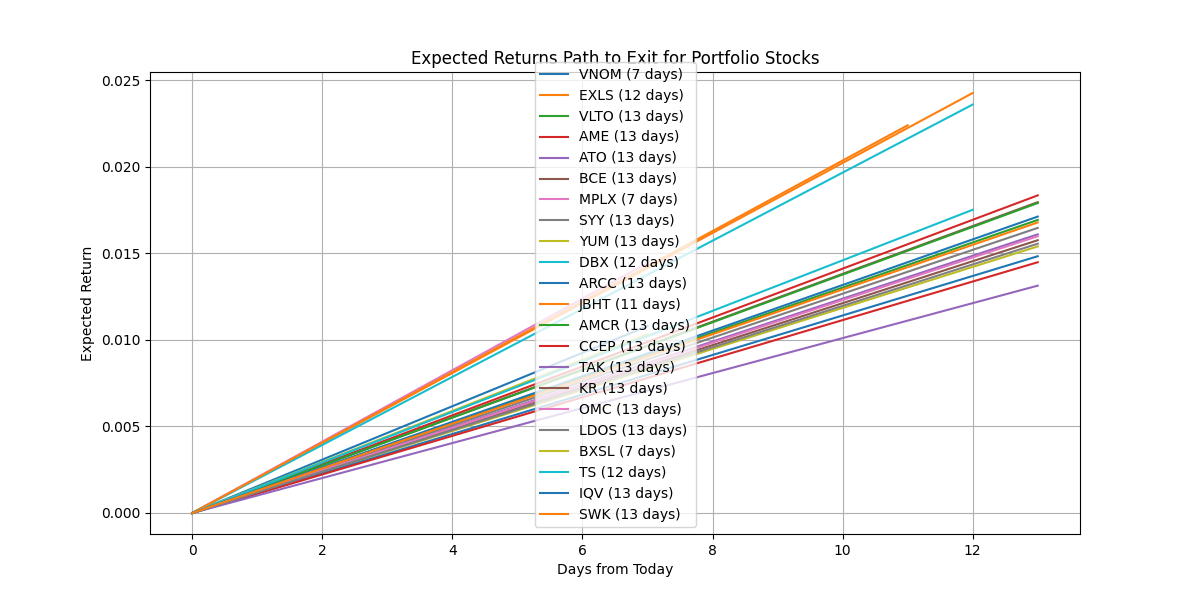 Expected Returns Path to Exit for Portfolio Stocks
Expected Return
0.025
0.020
0.015
0.010
0.005
0.000
VNOM (7 days)
EXLS (12 days)
VLTO (13 days)
AME (13 days)
ATO (13 days)
BCE (13 days)
MPLX (7 days)
SYY (13 days)
YUM (13 days)
DBX (12 days)
ARCC (13 days)
JBHT (11 days)
AMCR (13 days)
CCEP (13 days)
TAK (13 days)
KR (13 days)
OMC (13 days)
LDOS (13 days)
BXSL (7 days)
TS (12 days)
IQV (13 days)
SWK (13 days)
0 2 4 6 8 10 12
Days from Today